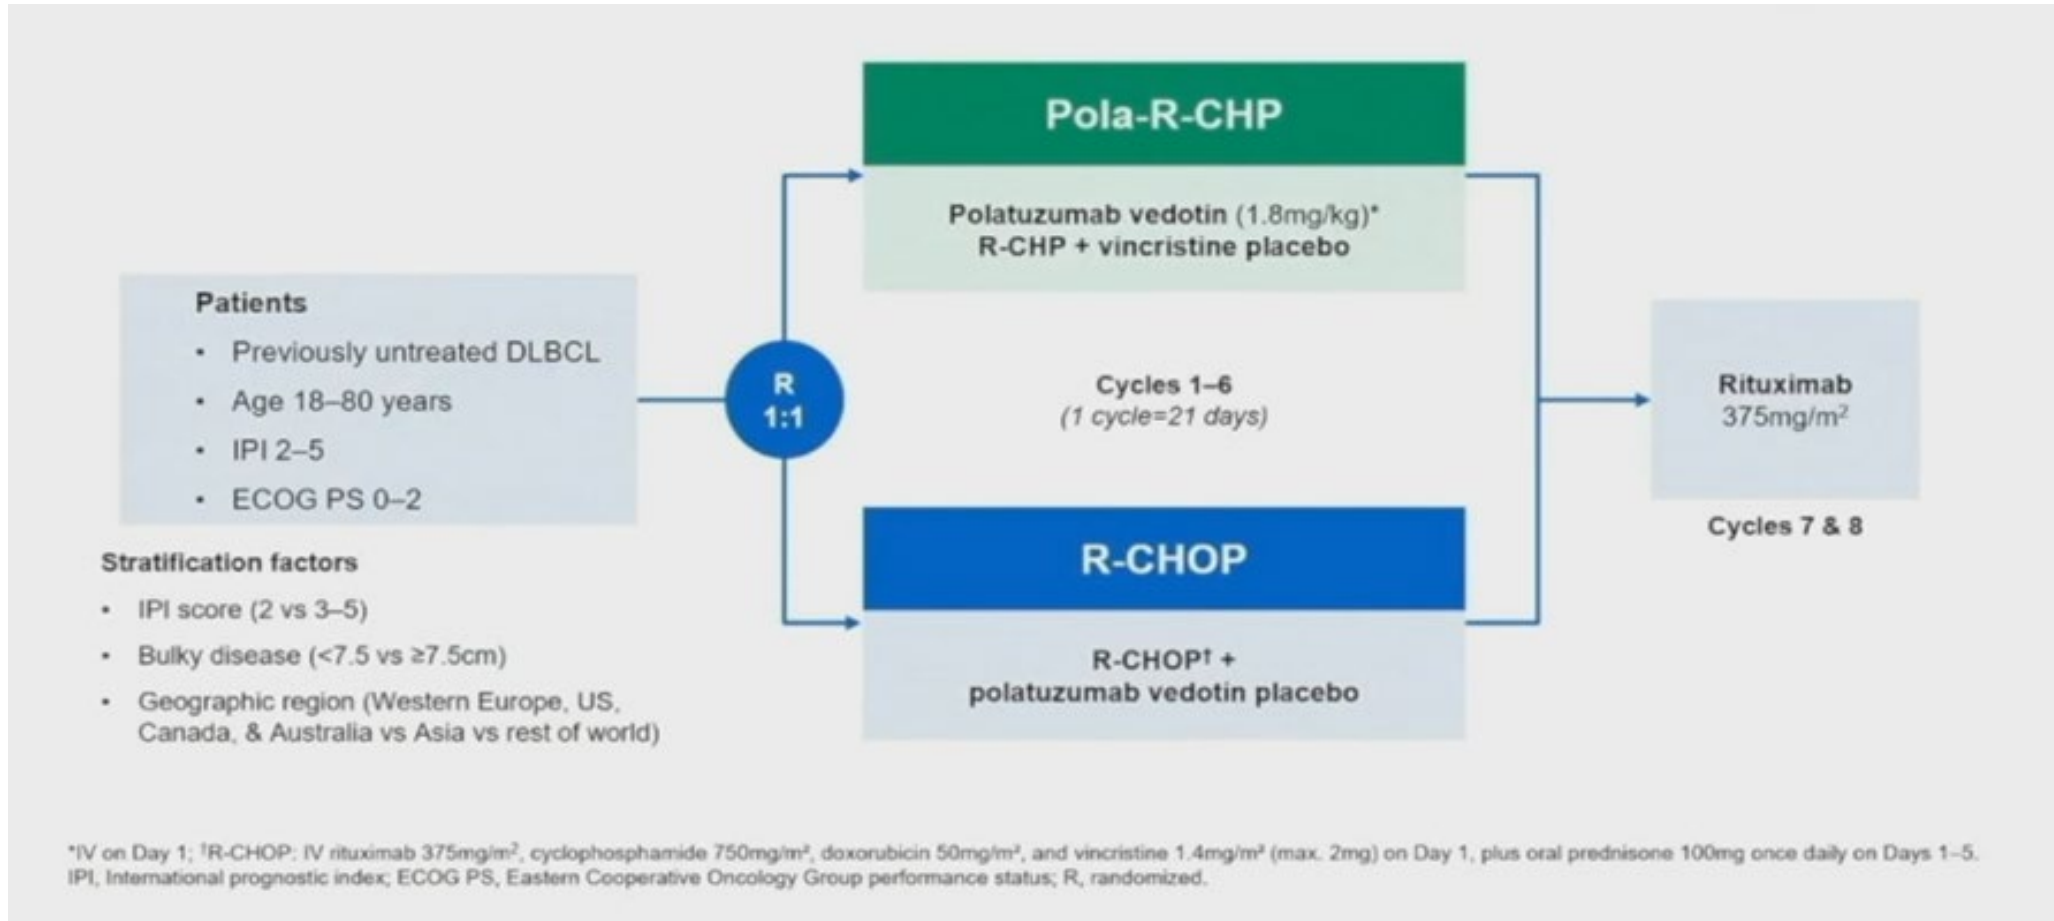 Pola-R-CHP
Polatuzumab vedotin (1.8mg/kg)*
R-CHP + vincristine placebo
Patients
• Previously untreated DLBCL
• Age 18–80 years
• IPI 2–5
• ECOG PS 0–2
R
1:1
Cycles 1–6
(1 cycle=21 days)
Rituximab
375mg/m²
Cycles 7 & 8
R-CHOP
R-CHOP† +
polatuzumab vedotin placebo
Stratification factors
• IPI score (2 vs 3–5)
• Bulky disease (<7.5 vs ≥7.5cm)
• Geographic region (Western Europe, US,
Canada, & Australia vs Asia vs rest of world)
*IV on Day 1; †R-CHOP: IV rituximab 375mg/m², cyclophosphamide 750mg/m², doxorubicin 50mg/m², and vincristine 1.4mg/m² (max. 2mg) on Day 1, plus oral prednisone 100mg once daily on Days 1–5.
IPI, International prognostic index; ECOG PS, Eastern Cooperative Oncology Group performance status; R, randomized.